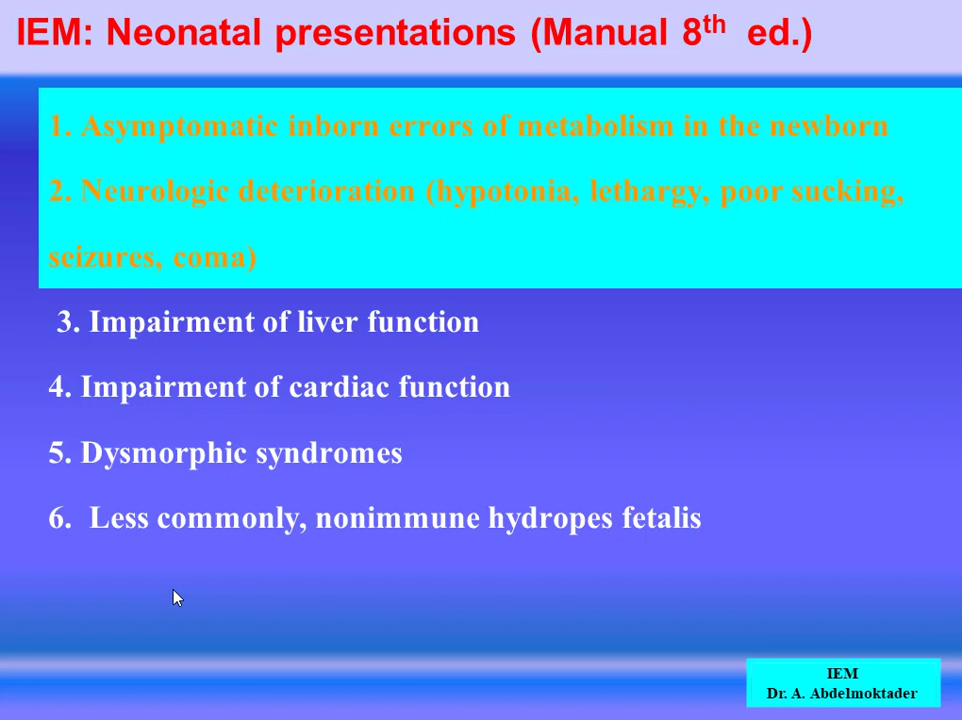 IEM: Neonatal presentations (Manual 8th ed.)
1. Asymptomatic inborn errors of metabolism in the newborn
2. Neurologic deterioration (hypotonia, lethargy, poor sucking,
seizures, coma)
3. Impairment of liver function
4. Impairment of cardiac function
5. Dysmorphic syndromes
6. Less commonly, nonimmune hydropes fetalis
IEM
Dr. A. Abdelmoktader